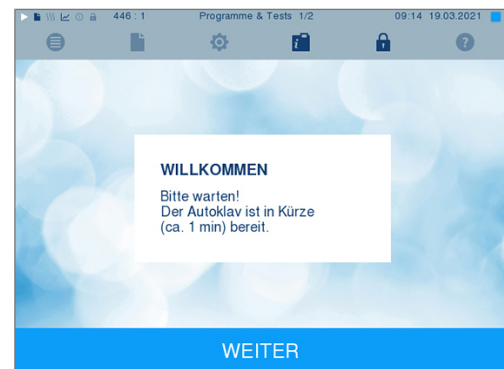 446 : 1 Programme & Tests 1/2 09:14 19.03.2021
WILLKOMMEN
Bitte warten!
Der Autoklav ist in Kürze
(ca. 1 min) bereit.
WEITER